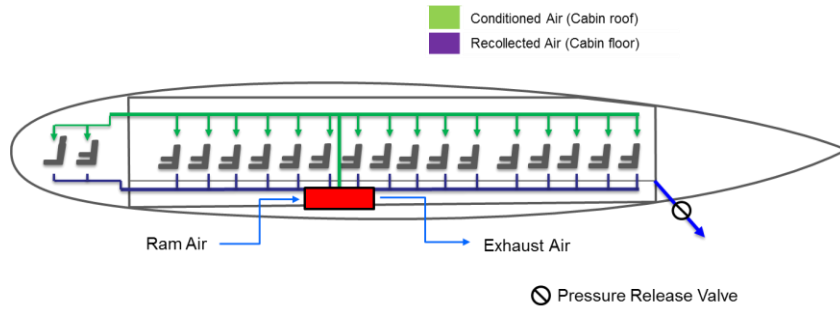 Conditioned Air (Cabin roof)
Recollected Air (Cabin floor)
Ram Air
Exhaust Air
Pressure Release Valve